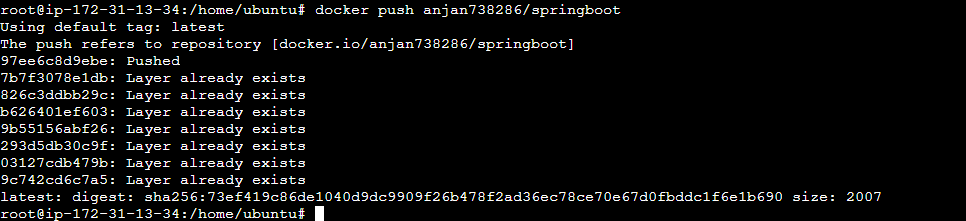 root@ip-172-31-13-34:/home/ubuntu# docker push anjan738286/springboot
Using default tag: latest
The push refers to repository [docker.io/anjan738286/springboot]
97ee6c8d9ebe: Pushed
7b7f3078e1db: Layer already exists
826c3ddbb29c: Layer already exists
b626401ef603: Layer already exists
9b55156abf26: Layer already exists
293d5db30c9f: Layer already exists
03127cdb479b: Layer already exists
9c742cd6c7a5: Layer already exists
latest: digest: sha256:73ef419c86de1040d9dc9909f26b478f2ad36ec78ce70e67d0fbddc1f6e1b690 size: 2007
root@ip-172-31-13-34:/home/ubuntu#